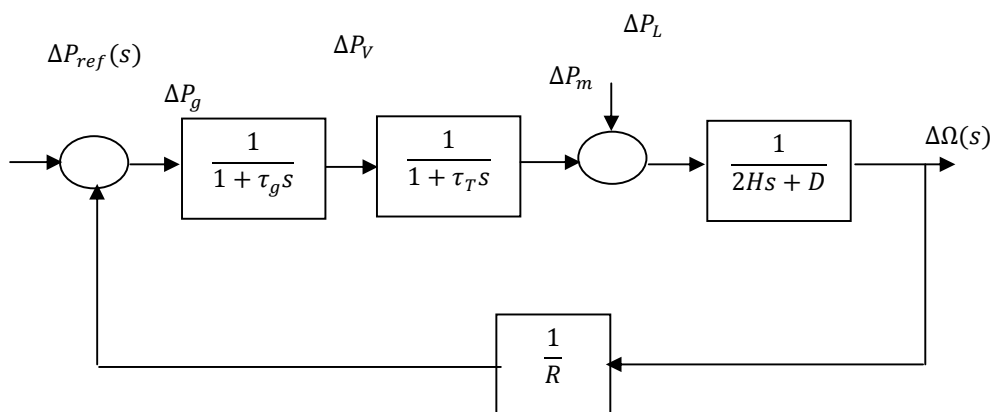 ΔP_L
ΔP_V
ΔP_ref(s)
ΔP_m
ΔP_g
1/(1 + τ_g s)
1/(1 + τ_T s)
1/(2Hs + D)
ΔΩ(s)
1/R